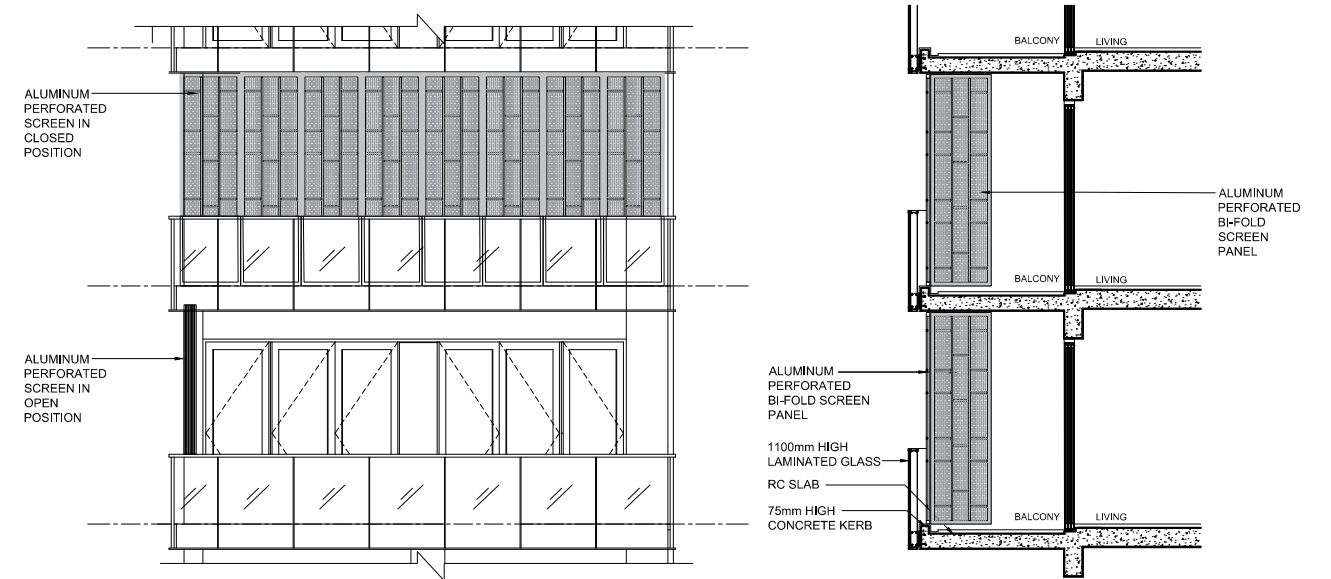 ALUMINUM
PERFORATED
SCREEN IN
CLOSED
POSITION
ALUMINUM
PERFORATED
SCREEN IN
OPEN
POSITION
BALCONY
LIVING
ALUMINUM
PERFORATED
BI-FOLD
SCREEN
PANEL
BALCONY
LIVING
ALUMINUM
PERFORATED
BI-FOLD SCREEN
PANEL
1100mm HIGH
LAMINATED GLASS
RC SLAB
75mm HIGH
CONCRETE KERB
BALCONY
LIVING